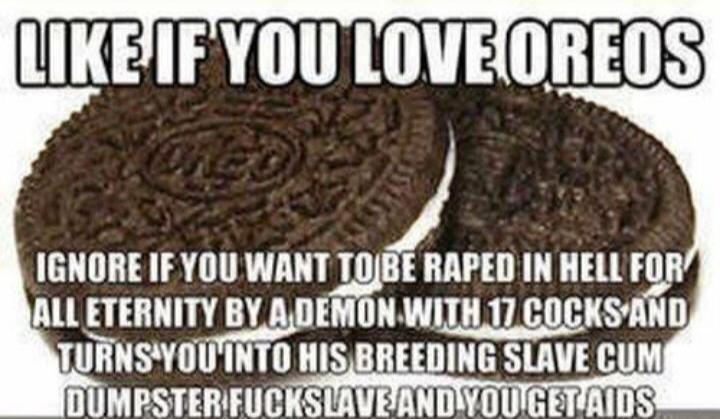 LIKE IF YOU LOVE OREOS
OREO
IGNORE IF YOU WANT TO BE RAPED IN HELL FOR
ALL ETERNITY BY A DEMON WITH 17 COCKS AND
TURNS YOU INTO HIS BREEDING SLAVE CUM
DUMPSTER FUCKSLAVE AND YOU GET AIDS